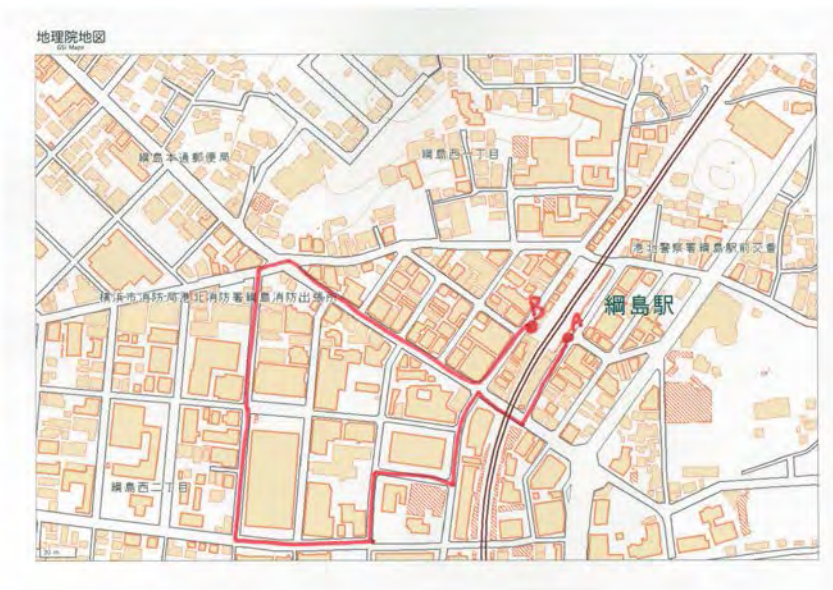 地理院地図
GSI Maps
綱島本通郵便局
綱島西一丁目
港北警察署綱島駅前交番
横浜市消防局港北消防署綱島消防出張所
綱島駅
B
A
綱島西二丁目